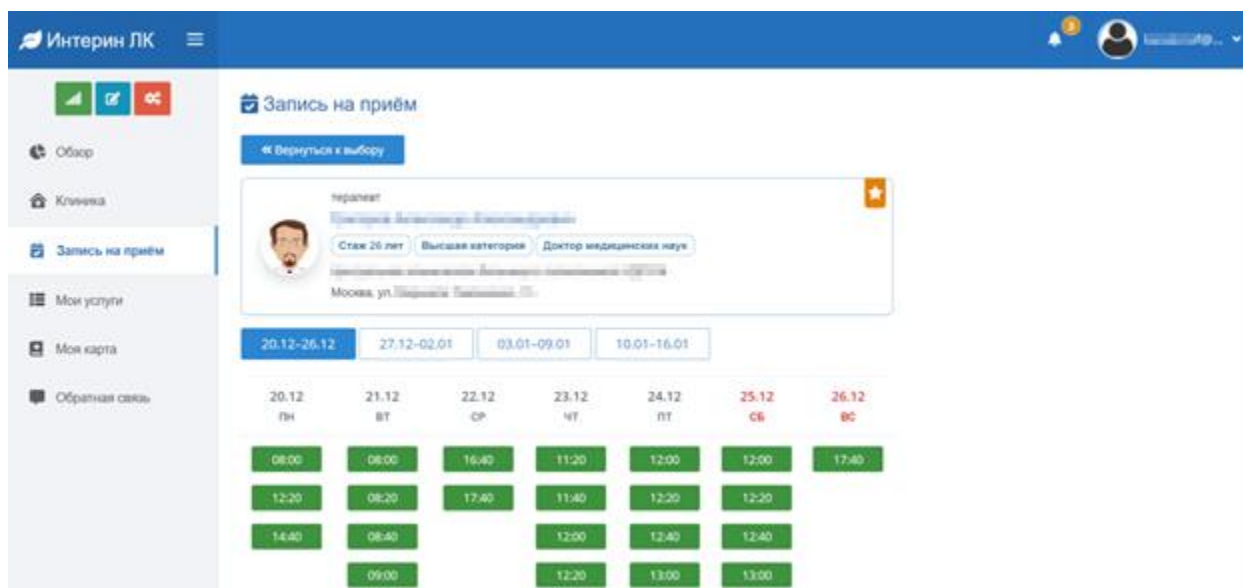 Интерин ЛК
3
Запись на приём
Вернуться к выбору
Обзор
Клиника
Запись на приём
Мои услуги
Моя карта
Обратная связь
терапевт
Стаж 26 лет Высшая категория Доктор медицинских наук
Москва, ул.
20.12-26.12 27.12-02.01 03.01-09.01 10.01-16.01
20.12 21.12 22.12 23.12 24.12 25.12 26.12
ПН ВТ СР ЧТ ПТ СБ ВС
08:00 08:00 16:40 11:20 12:00 12:00 17:40
12:20 08:20 17:40 11:40 12:20 12:20
14:40 08:40 12:00 12:40 12:40
09:00 12:20 13:00 13:00